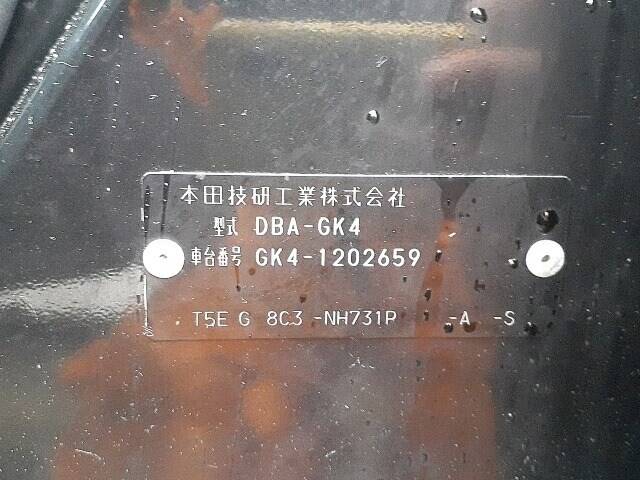 本田技研工業株式会社
型式 DBA-GK4
車台番号 GK4-1202659
T5E G 8C3 -NH731P -A -S